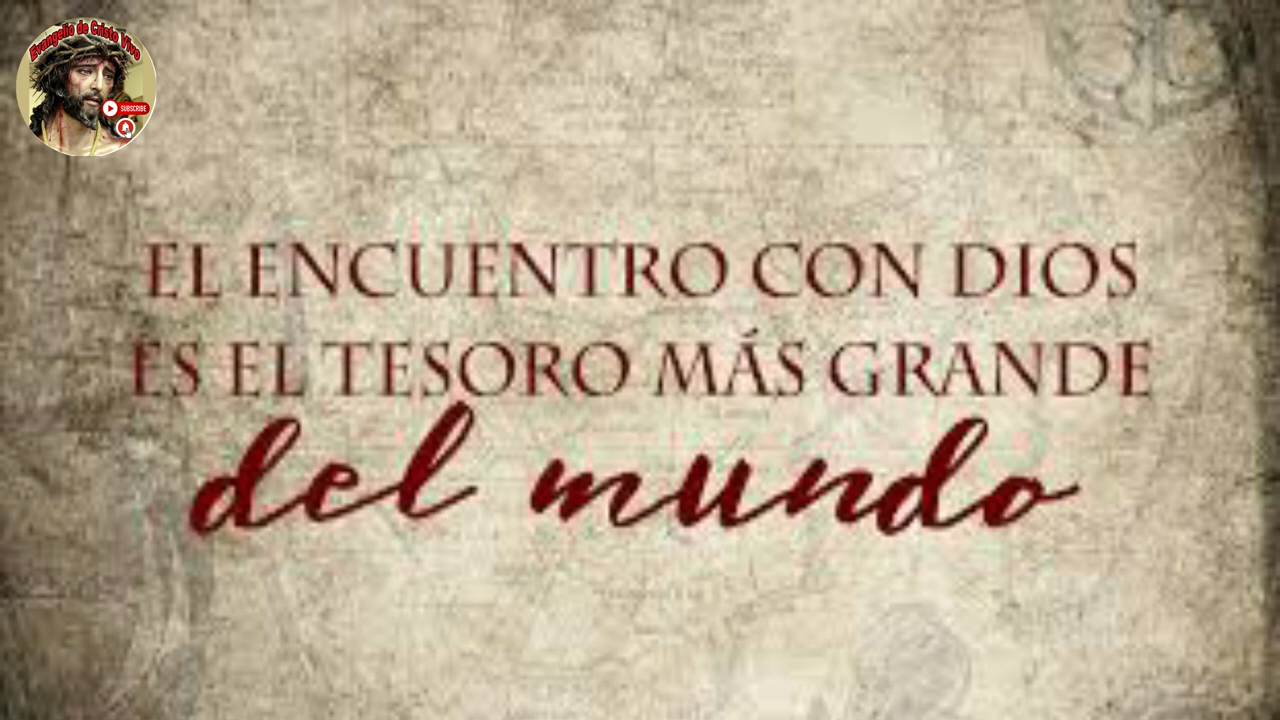 Evangelio de Cristo Vivo
SUBSCRIBE
EL ENCUENTRO CON DIOS
ES EL TESORO MÁS GRANDE
del mundo